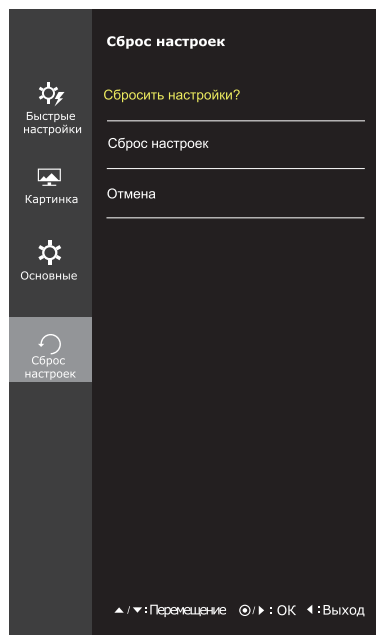 Сброс настроек
Быстрые
настройки
Картинка
Основные
Сброс
настроек
Сбросить настройки?
Сброс настроек
Отмена
▲/▼:Перемещение ⦿/▶:OK ◀:Выход